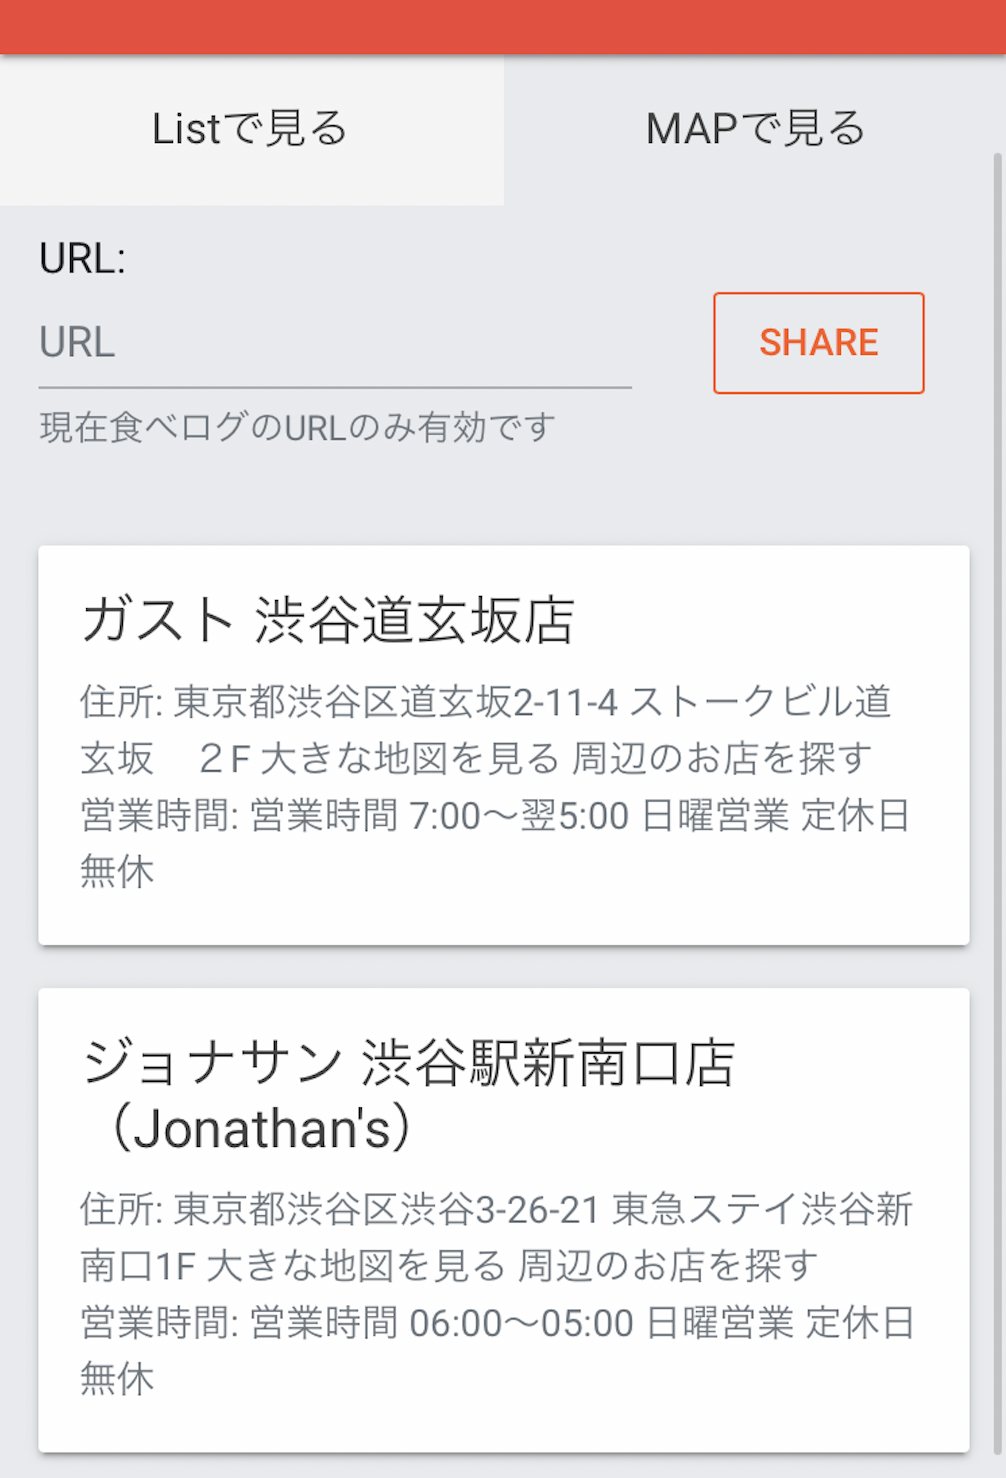 Listで見る
MAPで見る
URL:
URL
SHARE
現在食べログのURLのみ有効です
ガスト 渋谷道玄坂店
住所: 東京都渋谷区道玄坂2-11-4 ストークビル道
玄坂　２F 大きな地図を見る 周辺のお店を探す
営業時間: 営業時間 7:00〜翌5:00 日曜営業 定休日
無休
ジョナサン 渋谷駅新南口店
（Jonathan's）
住所: 東京都渋谷区渋谷3-26-21 東急ステイ渋谷新
南口1F 大きな地図を見る 周辺のお店を探す
営業時間: 営業時間 06:00〜05:00 日曜営業 定休日
無休